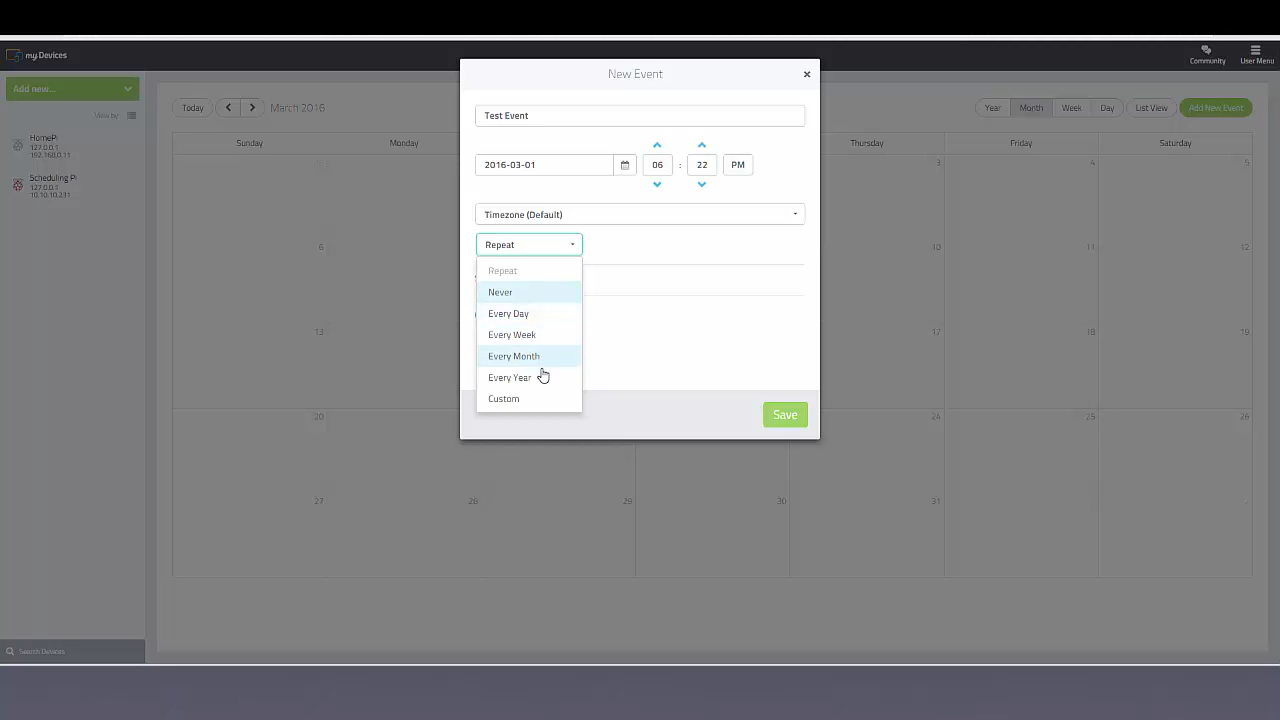 my Devices
Community
User Menu
Add new...
View by
HomePi
127.0.0.1
192.168.0.11
Scheduling Pi
127.0.0.1
10.10.10.231
Search Devices
Today
March 2016
Year
Month
Week
Day
List View
Add New Event
Sunday
Monday
Thursday
Friday
Saturday
3
4
5
6
10
11
12
13
17
18
19
20
24
25
26
27
28
29
30
31
New Event
×
Test Event
2016-03-01
06
:
22
PM
Timezone (Default)
Repeat
Repeat
Never
Every Day
Every Week
Every Month
Every Year
Custom
Save